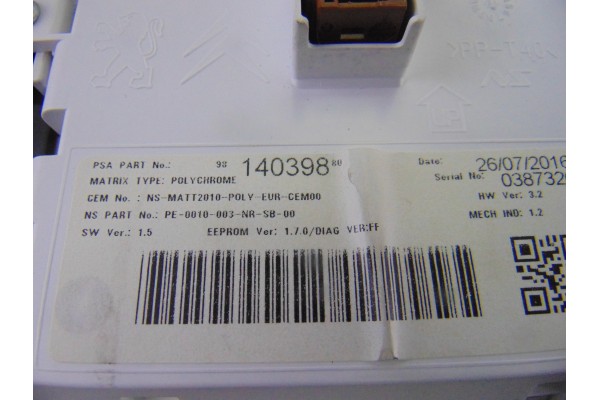 PSA PART No.: 98 140398 80
MATRIX TYPE: POLYCHROME
CEM No.: NS-MATT2010-POLY-EUR-CEM00
NS PART No.: PE-0010-003-NR-SB-00
SW Ver.: 1.5 EEPROM Ver: 1.7.0/DIAG VER:FF
Date: 26/07/2016
Serial No: 038732
HW Ver: 3.2
MECH IND: 1.2